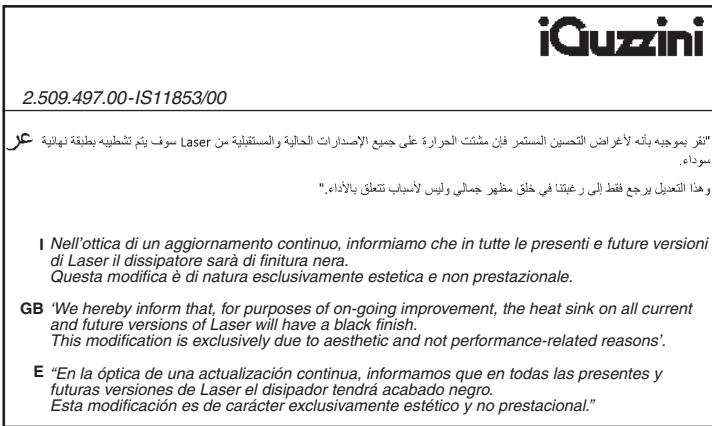 iGuzzini
2.509.497.00-IS11853/00
عر "نقر بموجبه بأنه لأغراض التحسين المستمر فإن مشتت الحرارة على جميع الإصدارات الحالية والمستقبلية من Laser سوف يتم تشطيبه بطبقة نهائية
سوداء.
وهذا التعديل يرجع فقط إلى رغبتنا في خلق مظهر جمالي وليس لأسباب تتعلق بالأداء."
I Nell'ottica di un aggiornamento continuo, informiamo che in tutte le presenti e future versioni
di Laser il dissipatore sarà di finitura nera.
Questa modifica è di natura esclusivamente estetica e non prestazionale.
GB ‘We hereby inform that, for purposes of on-going improvement, the heat sink on all current
and future versions of Laser will have a black finish.
This modification is exclusively due to aesthetic and not performance-related reasons’.
E “En la óptica de una actualización continua, informamos que en todas las presentes y
futuras versiones de Laser el disipador tendrá acabado negro.
Esta modificación es de carácter exclusivamente estético y no prestacional.”